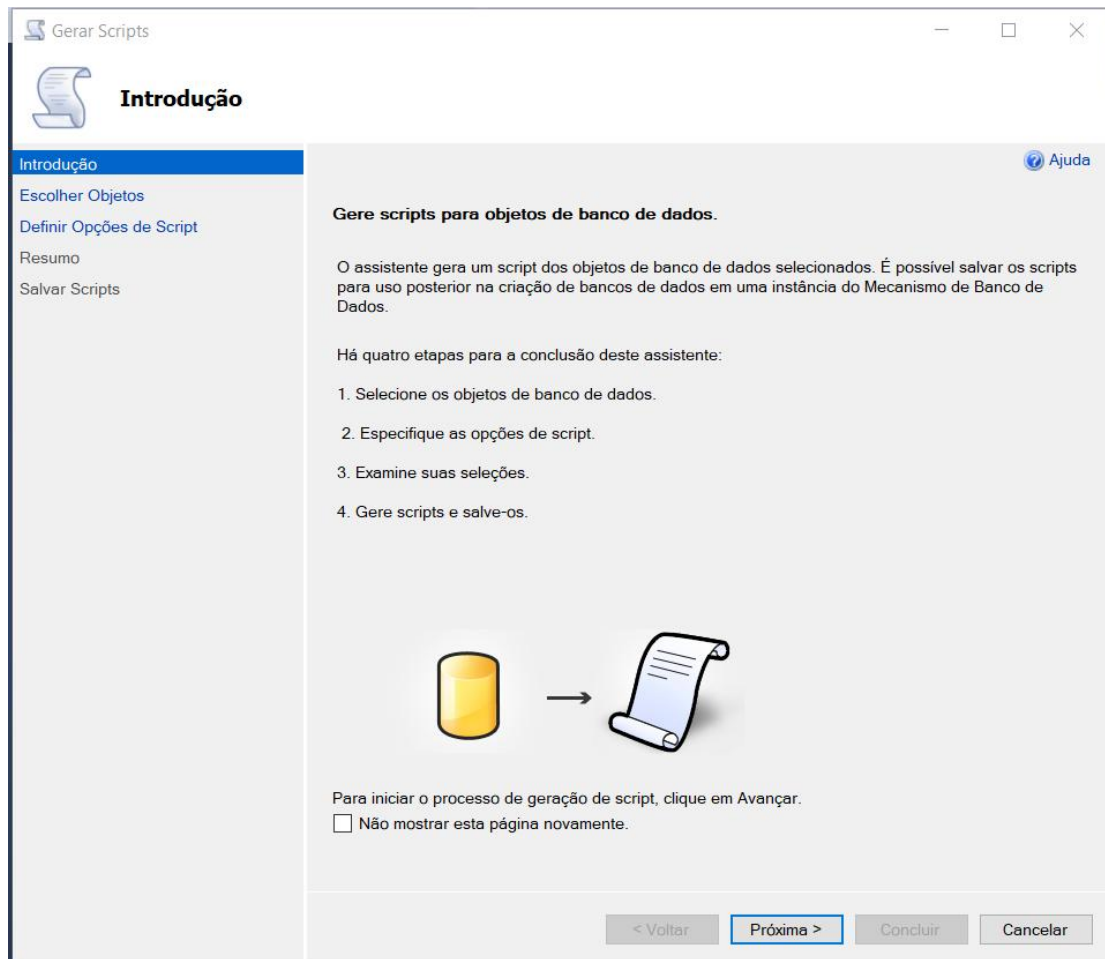 Gerar Scripts
Introdução
Introdução
Escolher Objetos
Definir Opções de Script
Resumo
Salvar Scripts
Ajuda
Gere scripts para objetos de banco de dados.
O assistente gera um script dos objetos de banco de dados selecionados. É possível salvar os scripts
para uso posterior na criação de bancos de dados em uma instância do Mecanismo de Banco de
Dados.
Há quatro etapas para a conclusão deste assistente:
1. Selecione os objetos de banco de dados.
2. Especifique as opções de script.
3. Examine suas seleções.
4. Gere scripts e salve-os.
Para iniciar o processo de geração de script, clique em Avançar.
Não mostrar esta página novamente.
< Voltar
Próxima >
Concluir
Cancelar